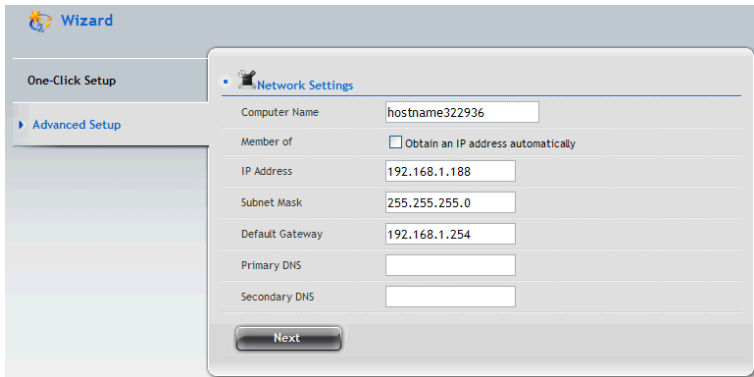 Wizard
One-Click Setup
Advanced Setup
Network Settings
Computer Name hostname322936
Member of Obtain an IP address automatically
IP Address 192.168.1.188
Subnet Mask 255.255.255.0
Default Gateway 192.168.1.254
Primary DNS
Secondary DNS
Next